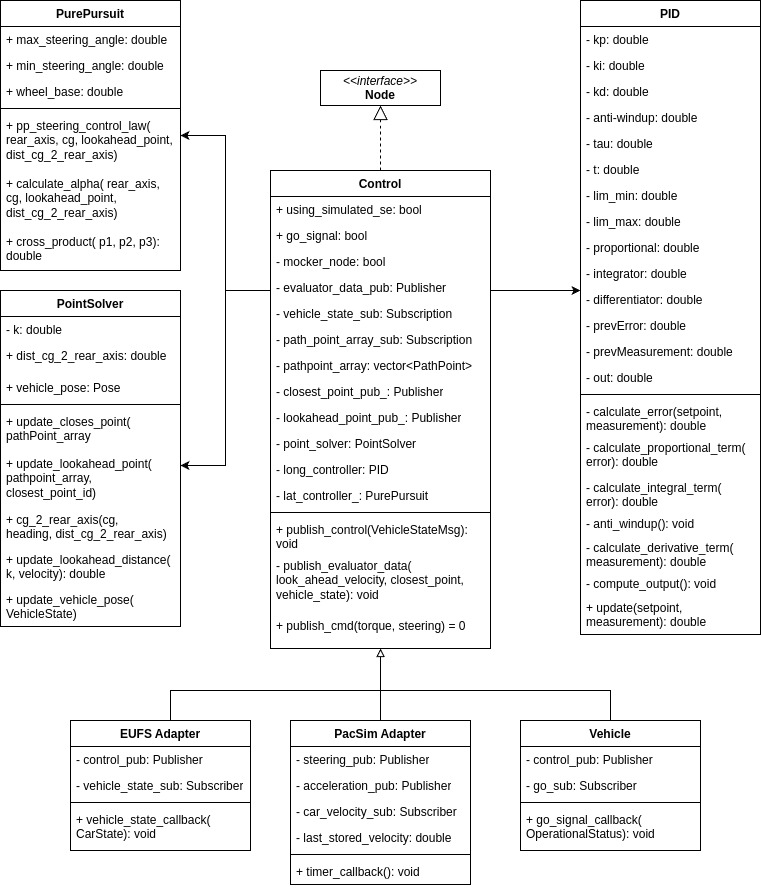 PurePursuit
+ max_steering_angle: double
+ min_steering_angle: double
+ wheel_base: double
+ pp_steering_control_law(
rear_axis, cg, lookahead_point,
dist_cg_2_rear_axis)
+ calculate_alpha( rear_axis,
cg, lookahead_point,
dist_cg_2_rear_axis)
+ cross_product( p1, p2, p3):
double
PointSolver
- k: double
+ dist_cg_2_rear_axis: double
+ vehicle_pose: Pose
+ update_closes_point(
pathPoint_array
+ update_lookahead_point(
pathpoint_array,
closest_point_id)
+ cg_2_rear_axis(cg,
heading, dist_cg_2_rear_axis)
+ update_lookahead_distance(
k, velocity): double
+ update_vehicle_pose(
VehicleState)
<<interface>>
Node
Control
+ using_simulated_se: bool
+ go_signal: bool
- mocker_node: bool
- evaluator_data_pub: Publisher
- vehicle_state_sub: Subscription
- path_point_array_sub: Subscription
- pathpoint_array: vector<PathPoint>
- closest_point_pub_: Publisher
- lookahead_point_pub_: Publisher
- point_solver: PointSolver
- long_controller: PID
- lat_controller_: PurePursuit
+ publish_control(VehicleStateMsg):
void
- publish_evaluator_data(
look_ahead_velocity, closest_point,
vehicle_state): void
+ publish_cmd(torque, steering) = 0
PID
- kp: double
- ki: double
- kd: double
- anti-windup: double
- tau: double
- t: double
- lim_min: double
- lim_max: double
- proportional: double
- integrator: double
- differentiator: double
- prevError: double
- prevMeasurement: double
- out: double
- calculate_error(setpoint,
measurement): double
- calculate_proportional_term(
error): double
- calculate_integral_term(
error): double
- anti_windup(): void
- calculate_derivative_term(
measurement): double
- compute_output(): void
+ update(setpoint,
measurement): double
EUFS Adapter
- control_pub: Publisher
- vehicle_state_sub: Subscriber
+ vehicle_state_callback(
CarState): void
PacSim Adapter
- steering_pub: Publisher
- acceleration_pub: Publisher
- car_velocity_sub: Subscriber
- last_stored_velocity: double
+ timer_callback(): void
Vehicle
- control_pub: Publisher
- go_sub: Subscriber
+ go_signal_callback(
OperationalStatus): void